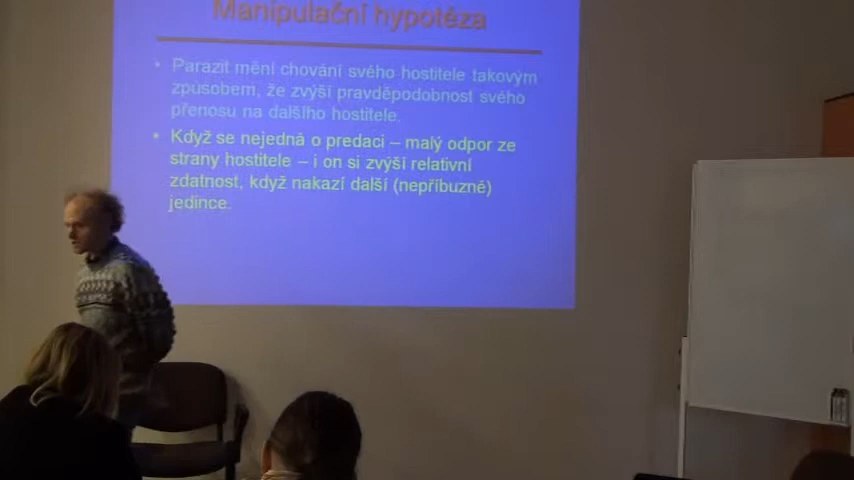 Manipulační hypotéza
• Parazit mění chování svého hostitele takovým
způsobem, že zvýší pravděpodobnost svého
přenosu na dalšího hostitele.
• Když se nejedná o predaci – malý odpor ze
strany hostitele – i on si zvýší relativní
zdatnost, když nakazí další (nepříbuzné)
jedince.